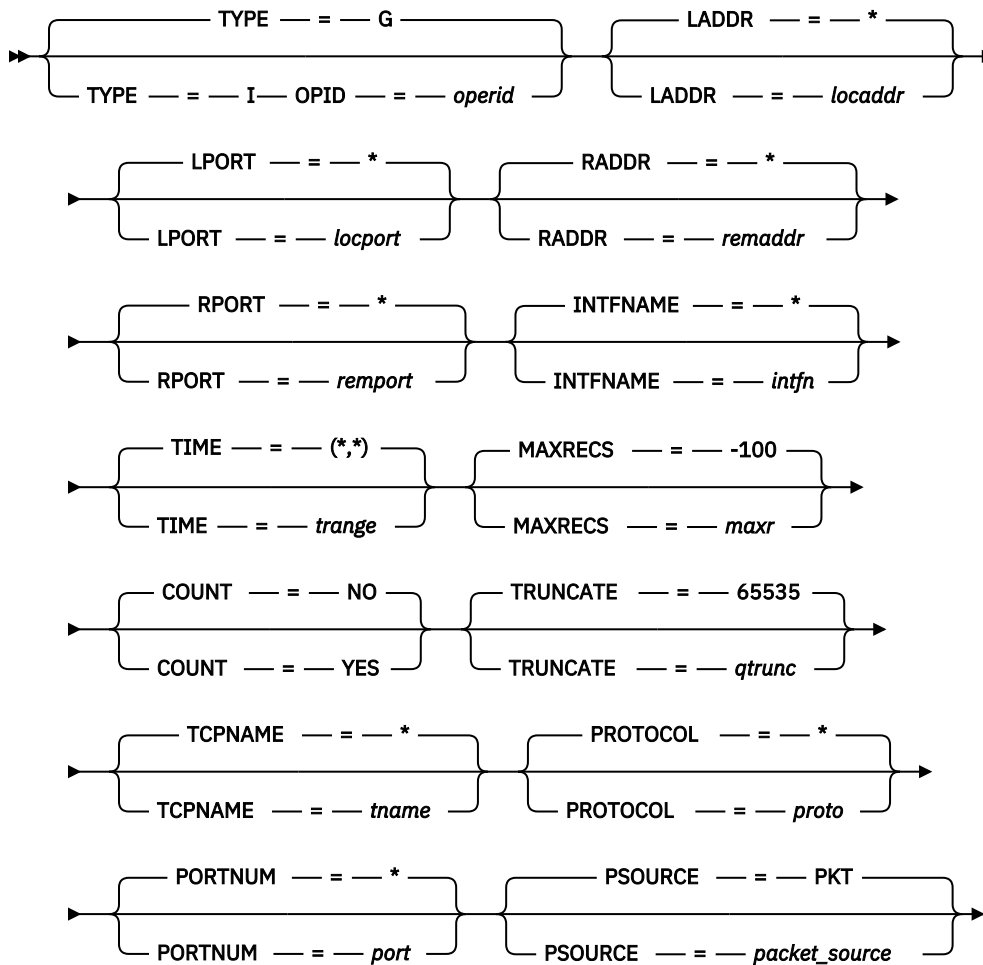 TYPE = G LADDR = *
TYPE = I OPID = operid LADDR = locaddr
LPORT = * RADDR = *
LPORT = locport RADDR = remaddr
RPORT = * INTFNAME = *
RPORT = remport INTFNAME = intfn
TIME = (*,*) MAXRECS = -100
TIME = trange MAXRECS = maxr
COUNT = NO TRUNCATE = 65535
COUNT = YES TRUNCATE = qtrunc
TCPNAME = * PROTOCOL = *
TCPNAME = tname PROTOCOL = proto
PORTNUM = * PSOURCE = PKT
PORTNUM = port PSOURCE = packet_source